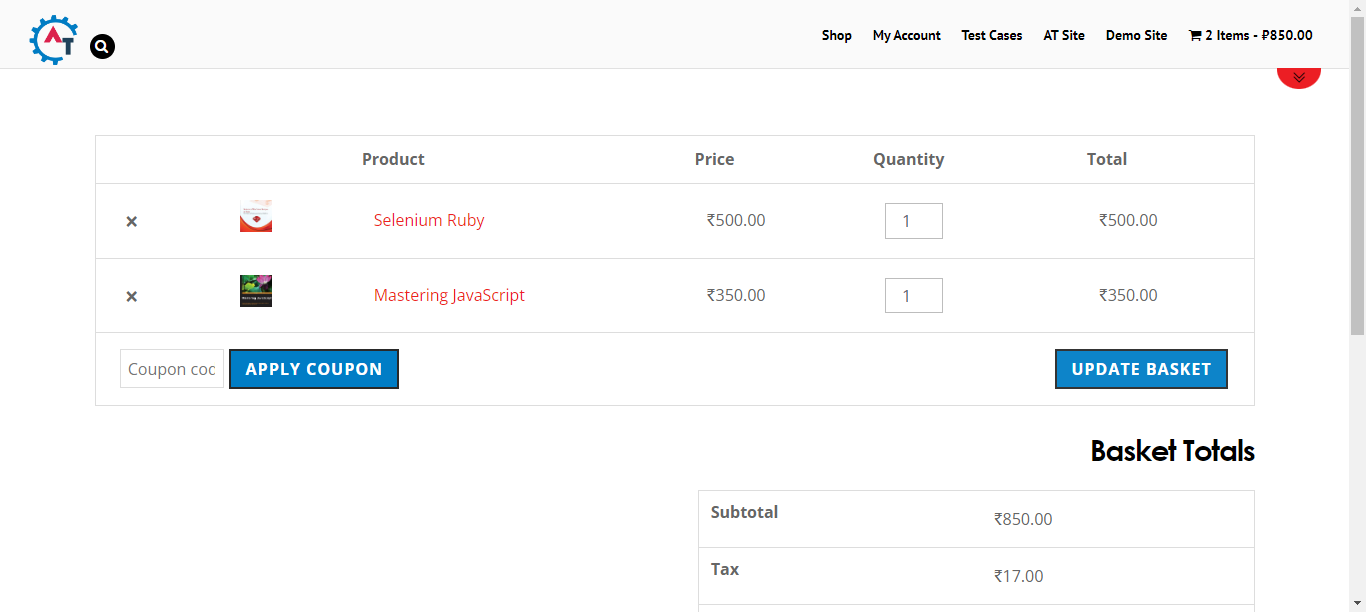 AT
Shop My Account Test Cases AT Site Demo Site 2 Items - ₹850.00
Product Price Quantity Total
× Selenium Ruby ₹500.00 1 ₹500.00
× Mastering JavaScript ₹350.00 1 ₹350.00
Coupon coc APPLY COUPON UPDATE BASKET
Basket Totals
Subtotal ₹850.00
Tax ₹17.00